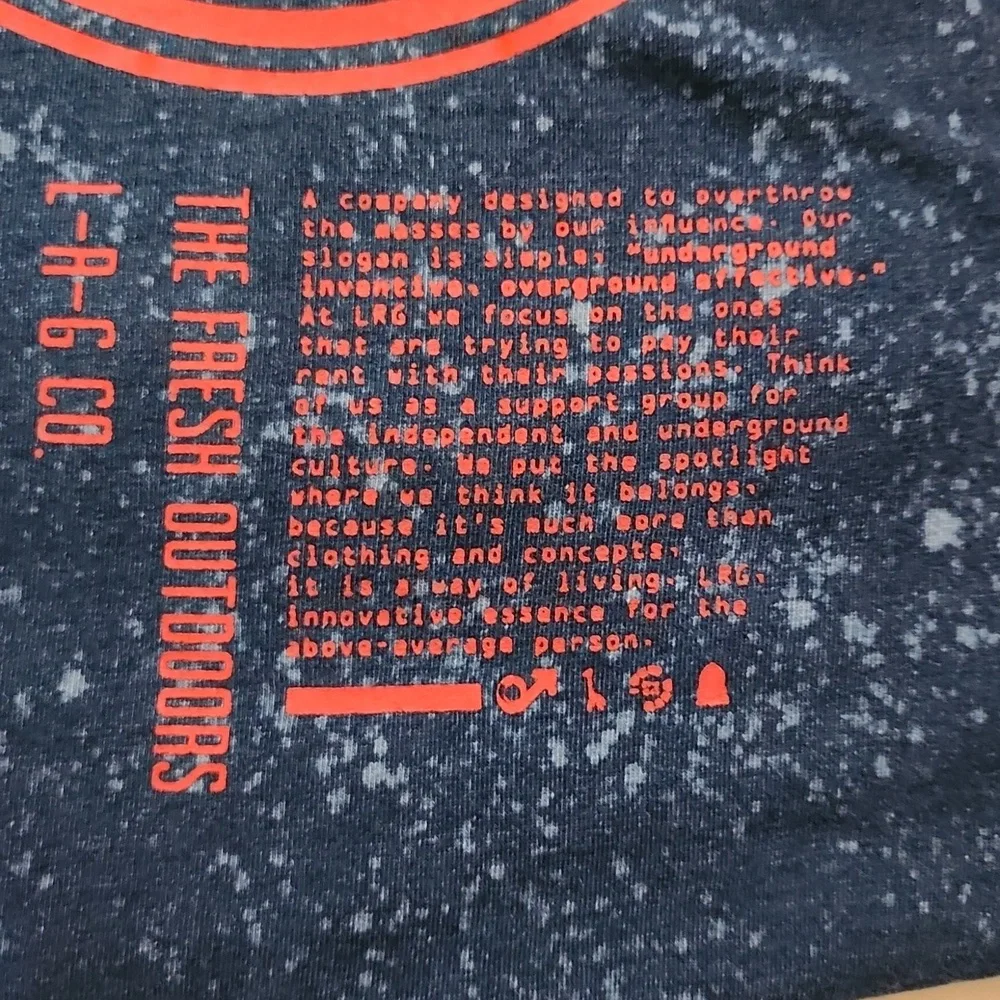 L-R-G CO.
THE FRESH OUTDOORS
A company designed to overthrow
the masses by our influence. Our
slogan is simple, "underground
inventive, overground effective."
At LRG we focus on the ones
that are trying to pay their
rent with their passions. Think
of us as a support group for
the independent and underground
culture. We put the spotlight
where we think it belongs,
because it's much more than
clothing and concepts,
it is a way of living. LRG,
innovative essence for the
above-average person.